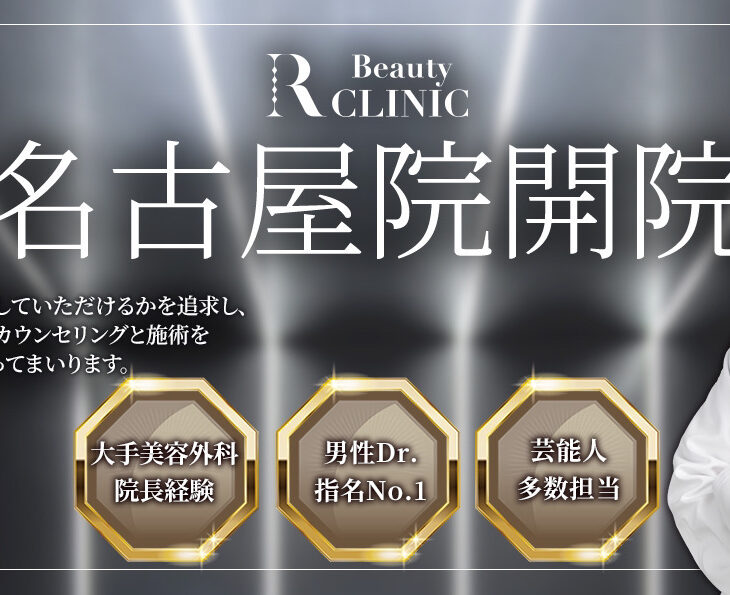 R Beauty
CLINIC
名古屋院開院
していただけるかを追求し、
カウンセリングと施術を
ってまいります。
大手美容外科
院長経験
男性Dr.
指名No.1
芸能人
多数担当